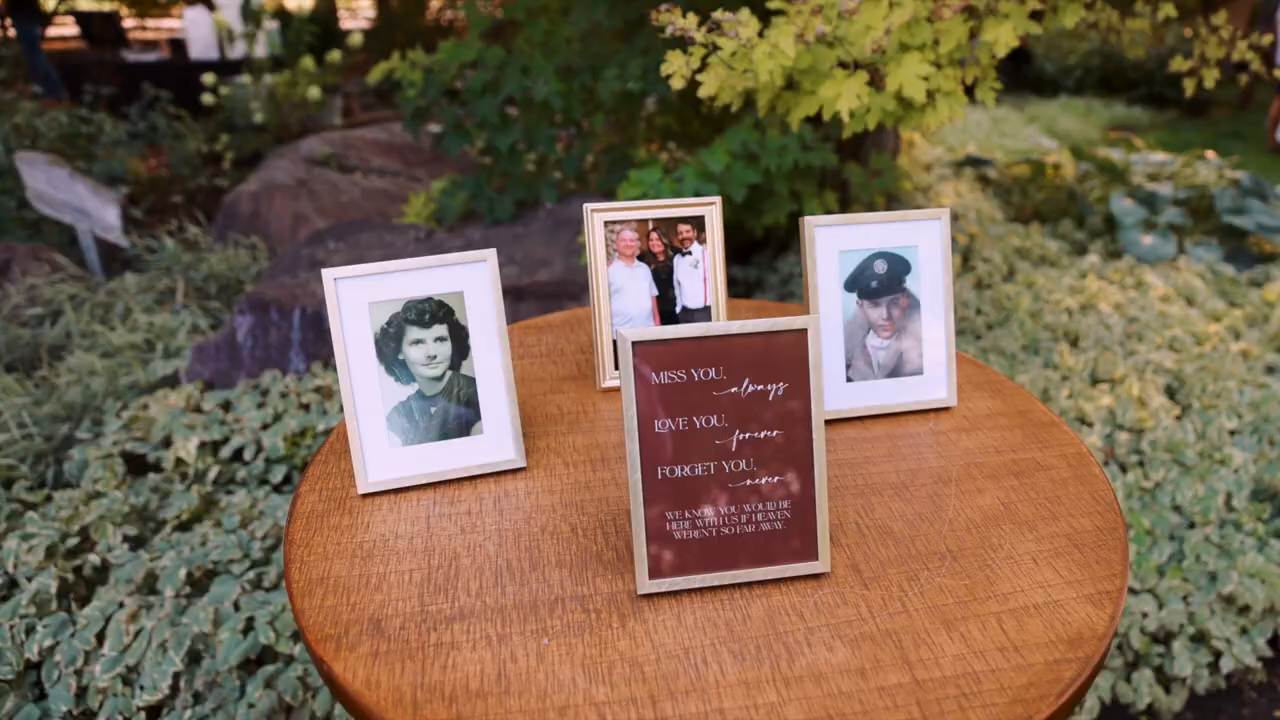 MISS YOU,
always
LOVE YOU,
forever
FORGET YOU,
never
WE KNOW YOU WOULD BE
HERE WITH US IF HEAVEN
WEREN'T SO FAR AWAY.